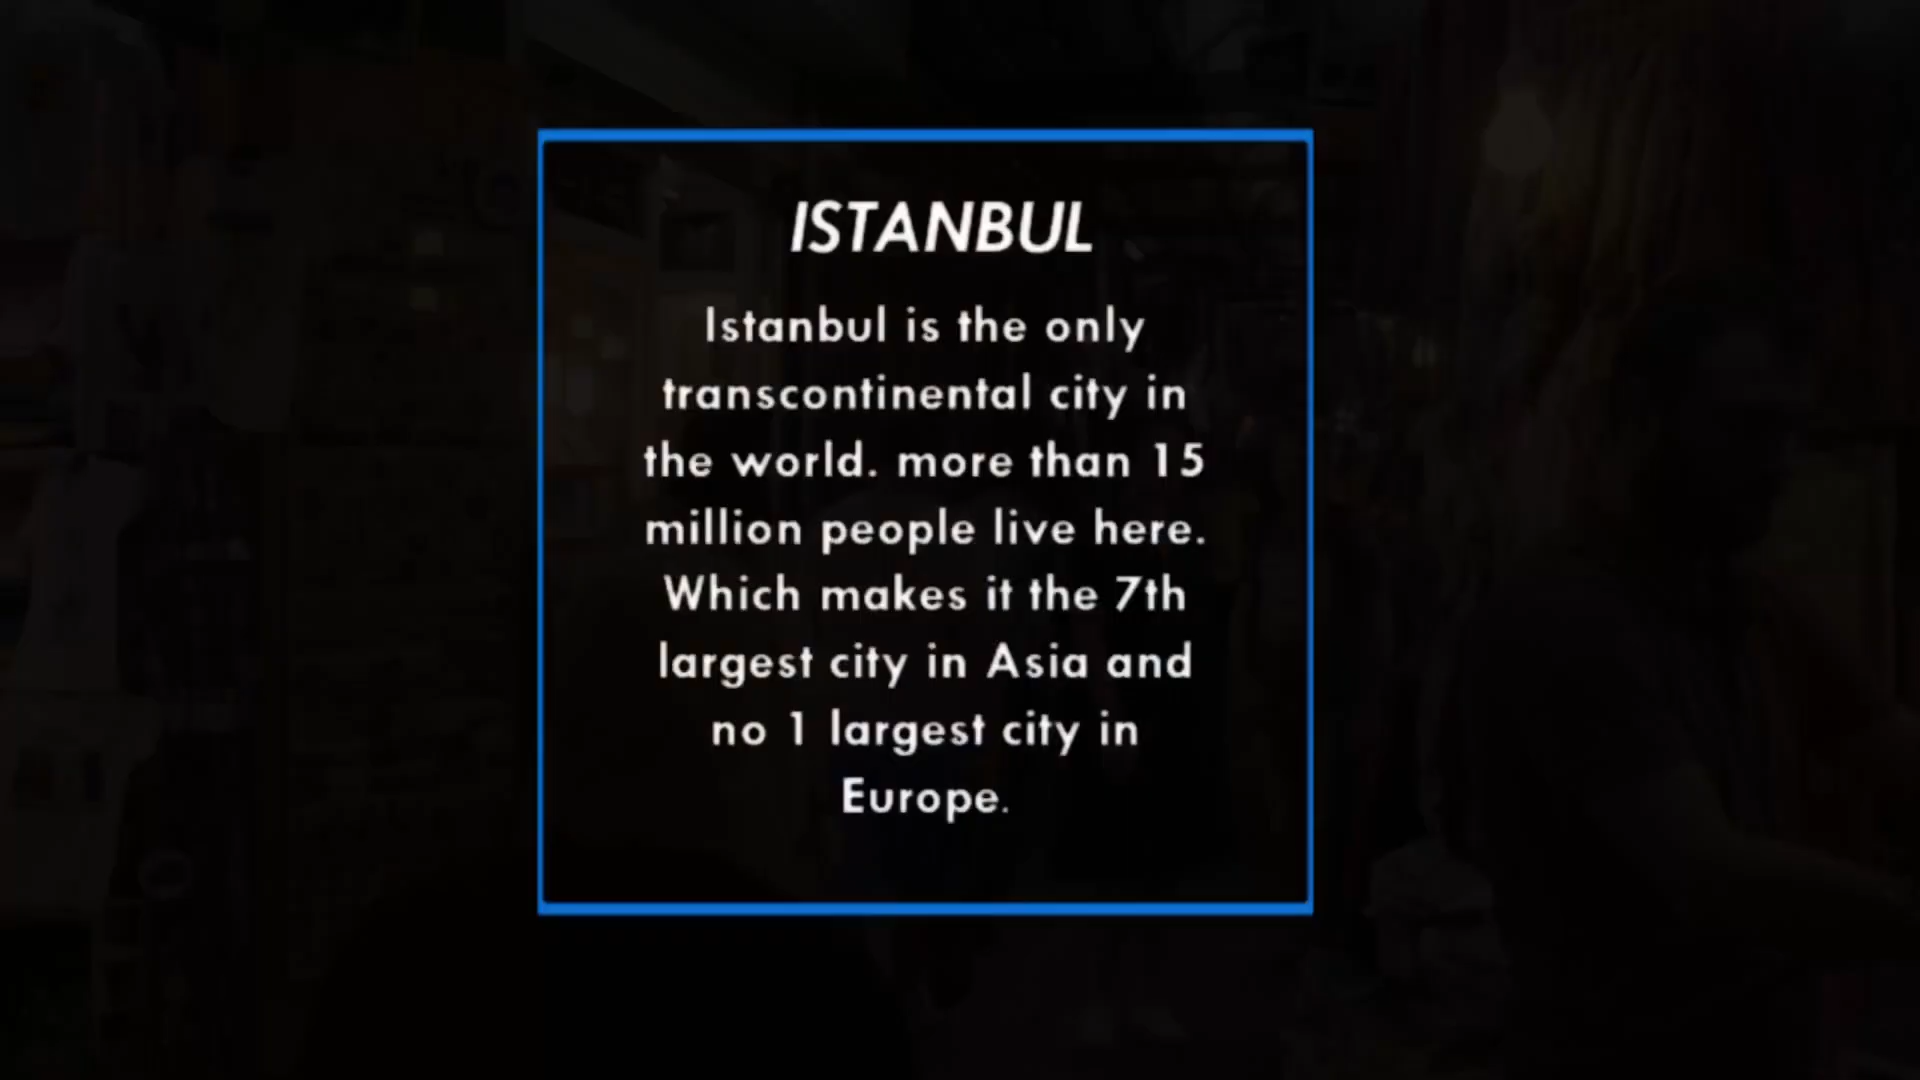 ISTANBUL
Istanbul is the only
transcontinental city in
the world. more than 15
million people live here.
Which makes it the 7th
largest city in Asia and
no 1 largest city in
Europe.